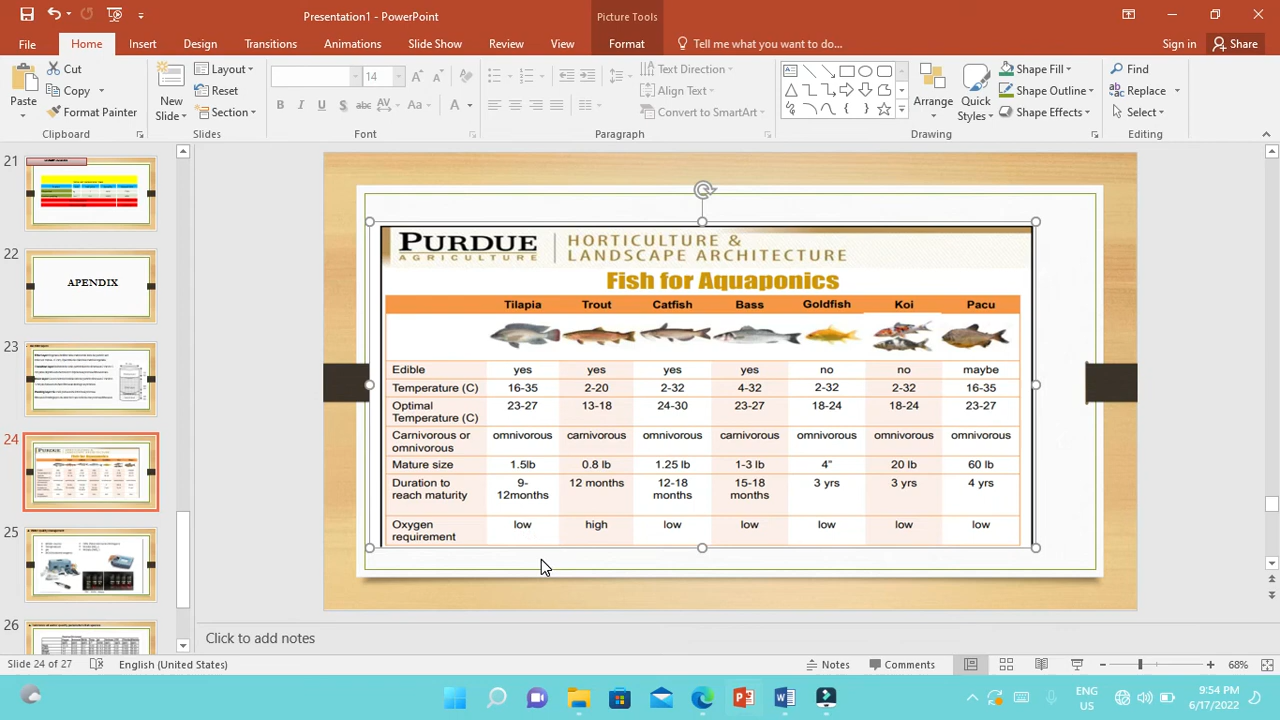 Presentation1 - PowerPoint
Picture Tools
File
Home
Insert
Design
Transitions
Animations
Slide Show
Review
View
Format
Tell me what you want to do...
Sign in
Share
Paste
Cut
Copy
Format Painter
Clipboard
New Slide
Layout
Reset
Section
Slides
14
B I U S abc AV Aa A
Font
Text Direction
Align Text
Convert to SmartArt
Paragraph
Arrange
Quick Styles
Shape Fill
Shape Outline
Shape Effects
Drawing
Find
Replace
Select
Editing
21
22
APENDIX
23
24
25
26
PURDUE
AGRICULTURE
HORTICULTURE &
LANDSCAPE ARCHITECTURE
Fish for Aquaponics
Tilapia Trout Catfish Bass Goldfish Koi Pacu
Edible yes yes yes yes no no maybe
Temperature (C) 16-35 2-20 2-32 4-32 2-32 2-32 16-35
Optimal Temperature (C) 23-27 13-18 24-30 23-27 18-24 18-24 23-27
Carnivorous or omnivorous omnivorous carnivorous omnivorous carnivorous omnivorous omnivorous omnivorous
Mature size 1.5lb 0.8 lb 1.25 lb 1-3 lb 4" 20 lb 60 lb
Duration to reach maturity 9-12months 12 months 12-18 months 15-18 months 3 yrs 3 yrs 4 yrs
Oxygen requirement low high low low low low low
Click to add notes
Slide 24 of 27
English (United States)
Notes
Comments
68%
ENG
US
9:54 PM
6/17/2022